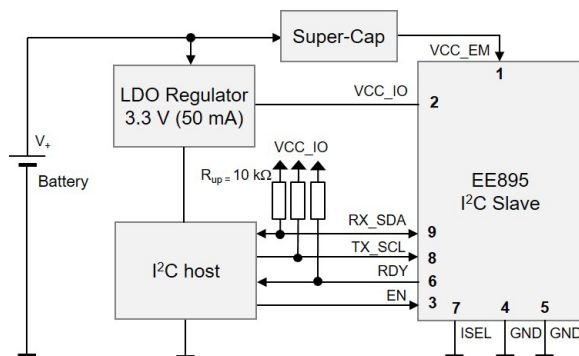 Super-Cap
VCC_EM
1
LDO Regulator
3.3 V (50 mA)
VCC_IO
2
V+
Battery
VCC_IO
Rup = 10 kΩ
EE895
I²C Slave
RX_SDA
9
TX_SCL
8
I²C host
RDY
6
EN
3
7
4
5
ISEL
GND
GND